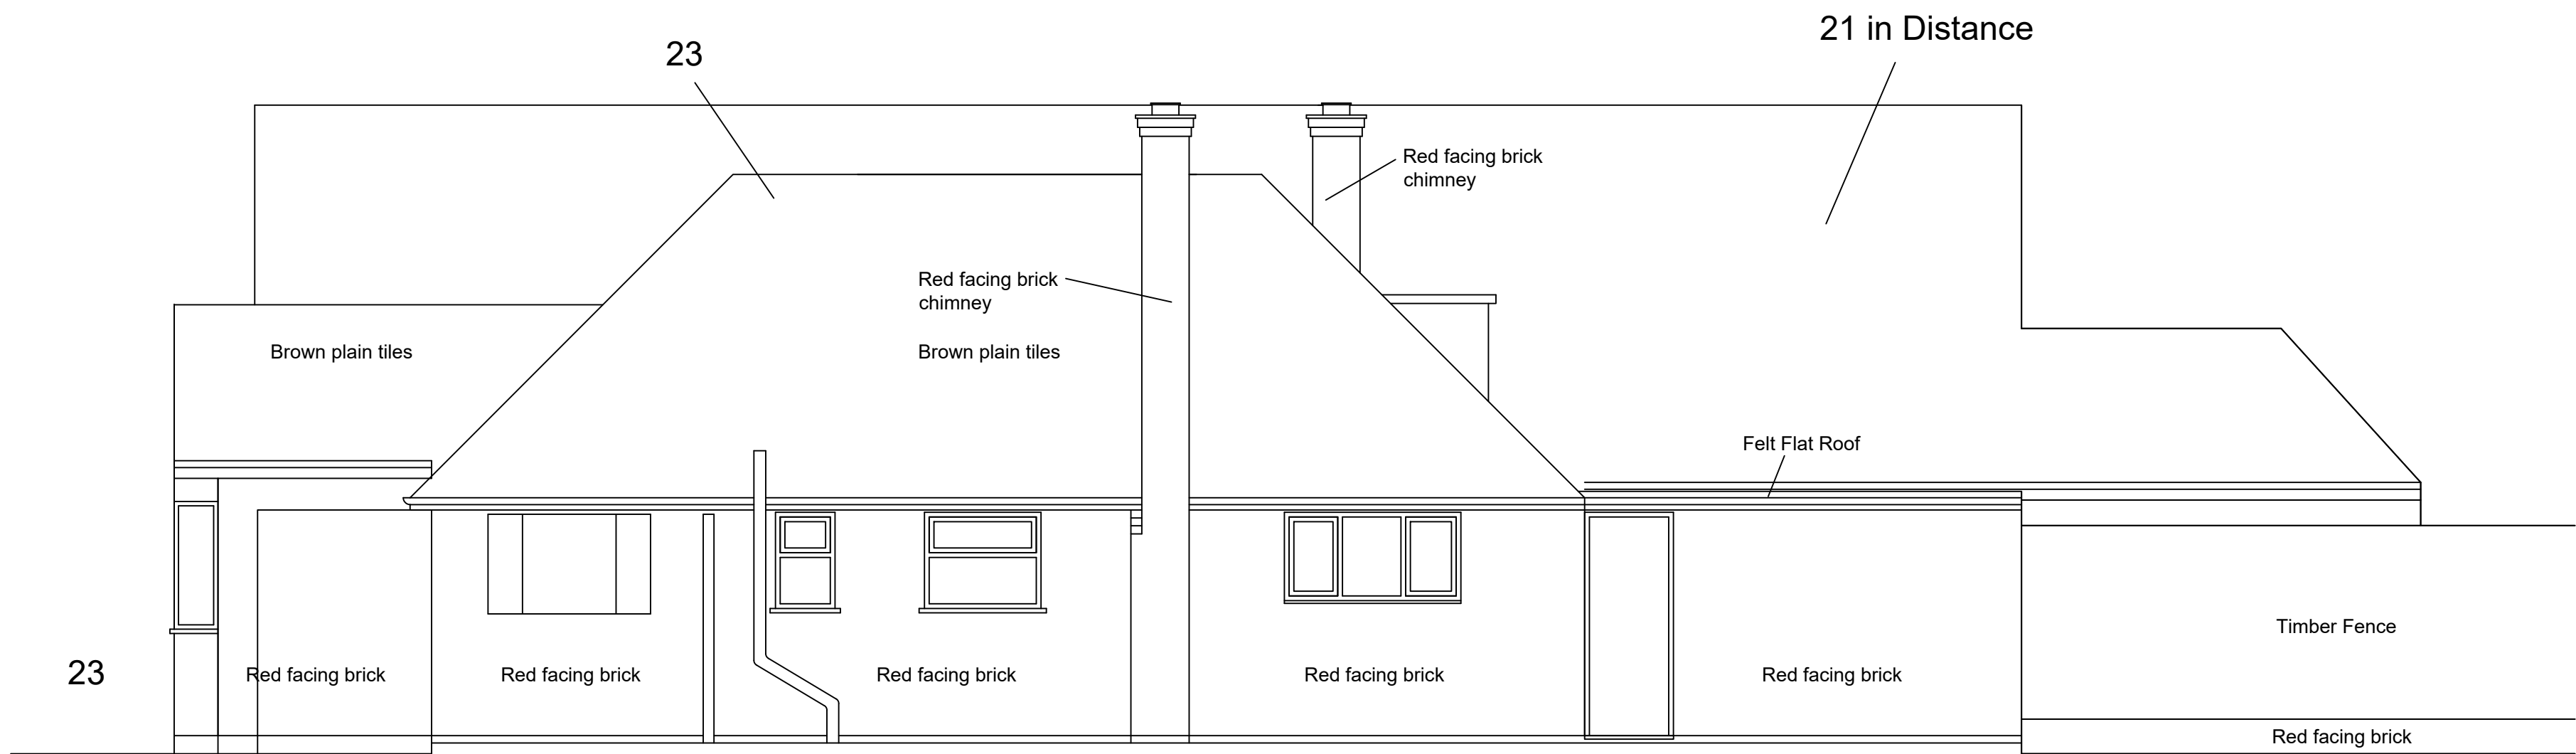 21 in Distance
23
Red facing brick
chimney
Red facing brick
chimney
Brown plain tiles
Brown plain tiles
Felt Flat Roof
Timber Fence
23
Red facing brick
Red facing brick
Red facing brick
Red facing brick
Red facing brick
Red facing brick